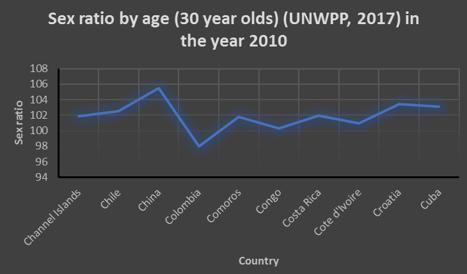 Sex ratio by age (30 year olds) (UNWPP, 2017) in
the year 2010
108
106
104
102
100
98
96
94
Sex ratio
Channel Islands
Chile
China
Colombia
Comoros
Congo
Costa Rica
Cote d'Ivoire
Croatia
Cuba
Country